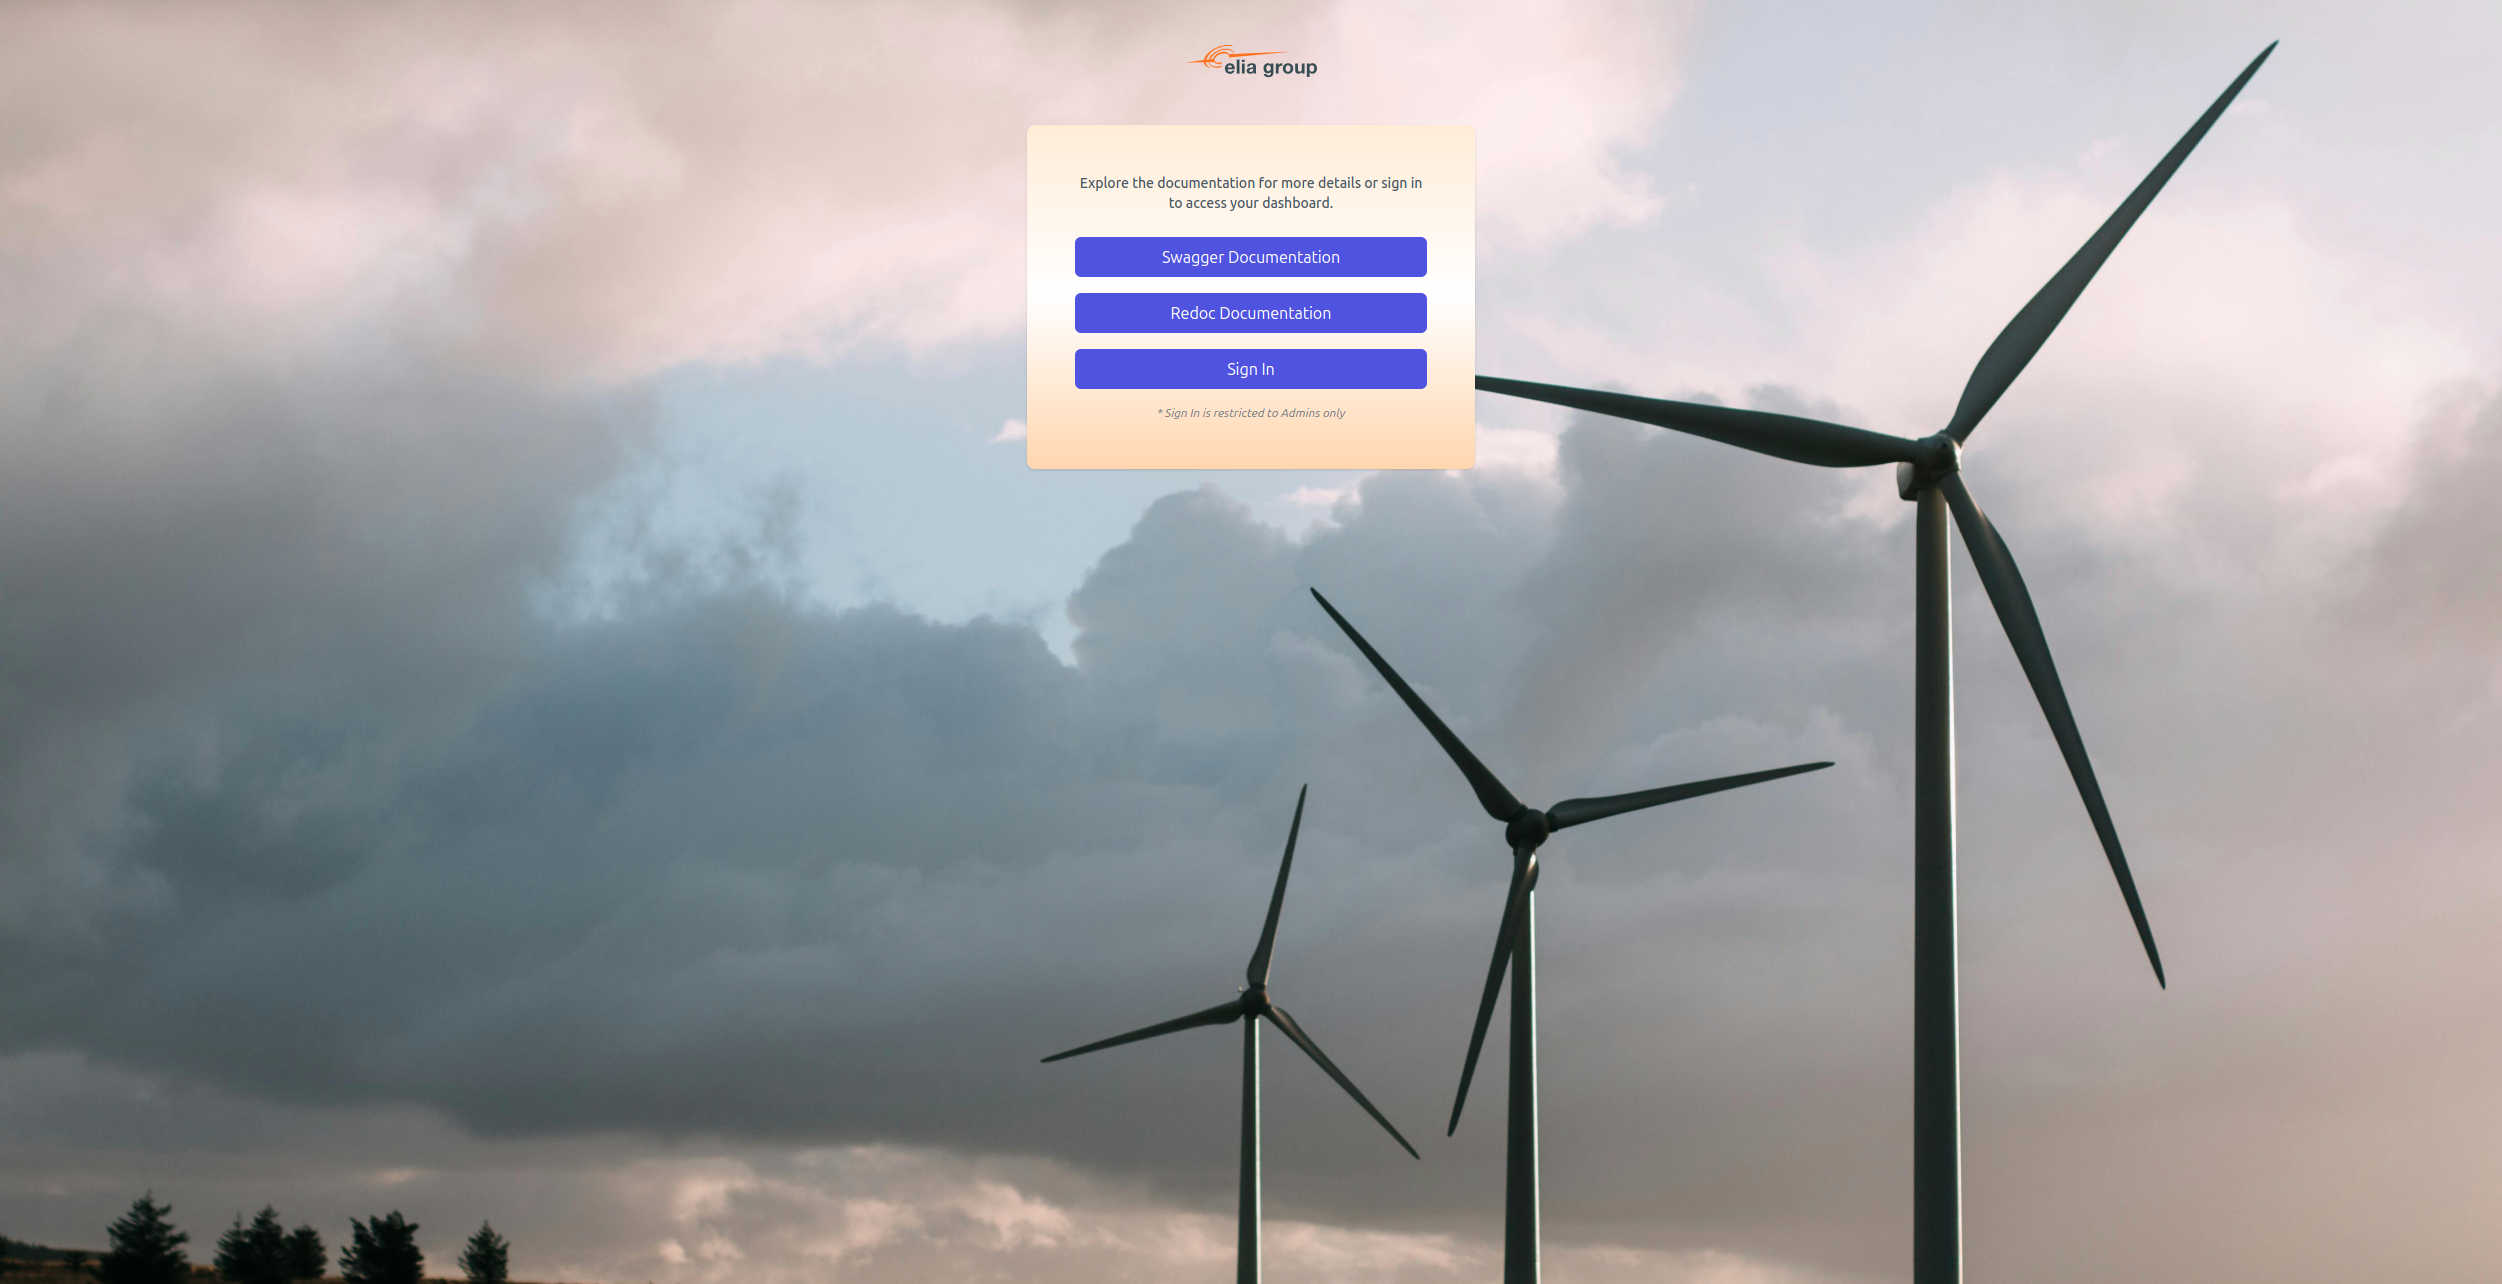 elia group
Explore the documentation for more details or sign in
to access your dashboard.
Swagger Documentation
Redoc Documentation
Sign In
* Sign In is restricted to Admins only